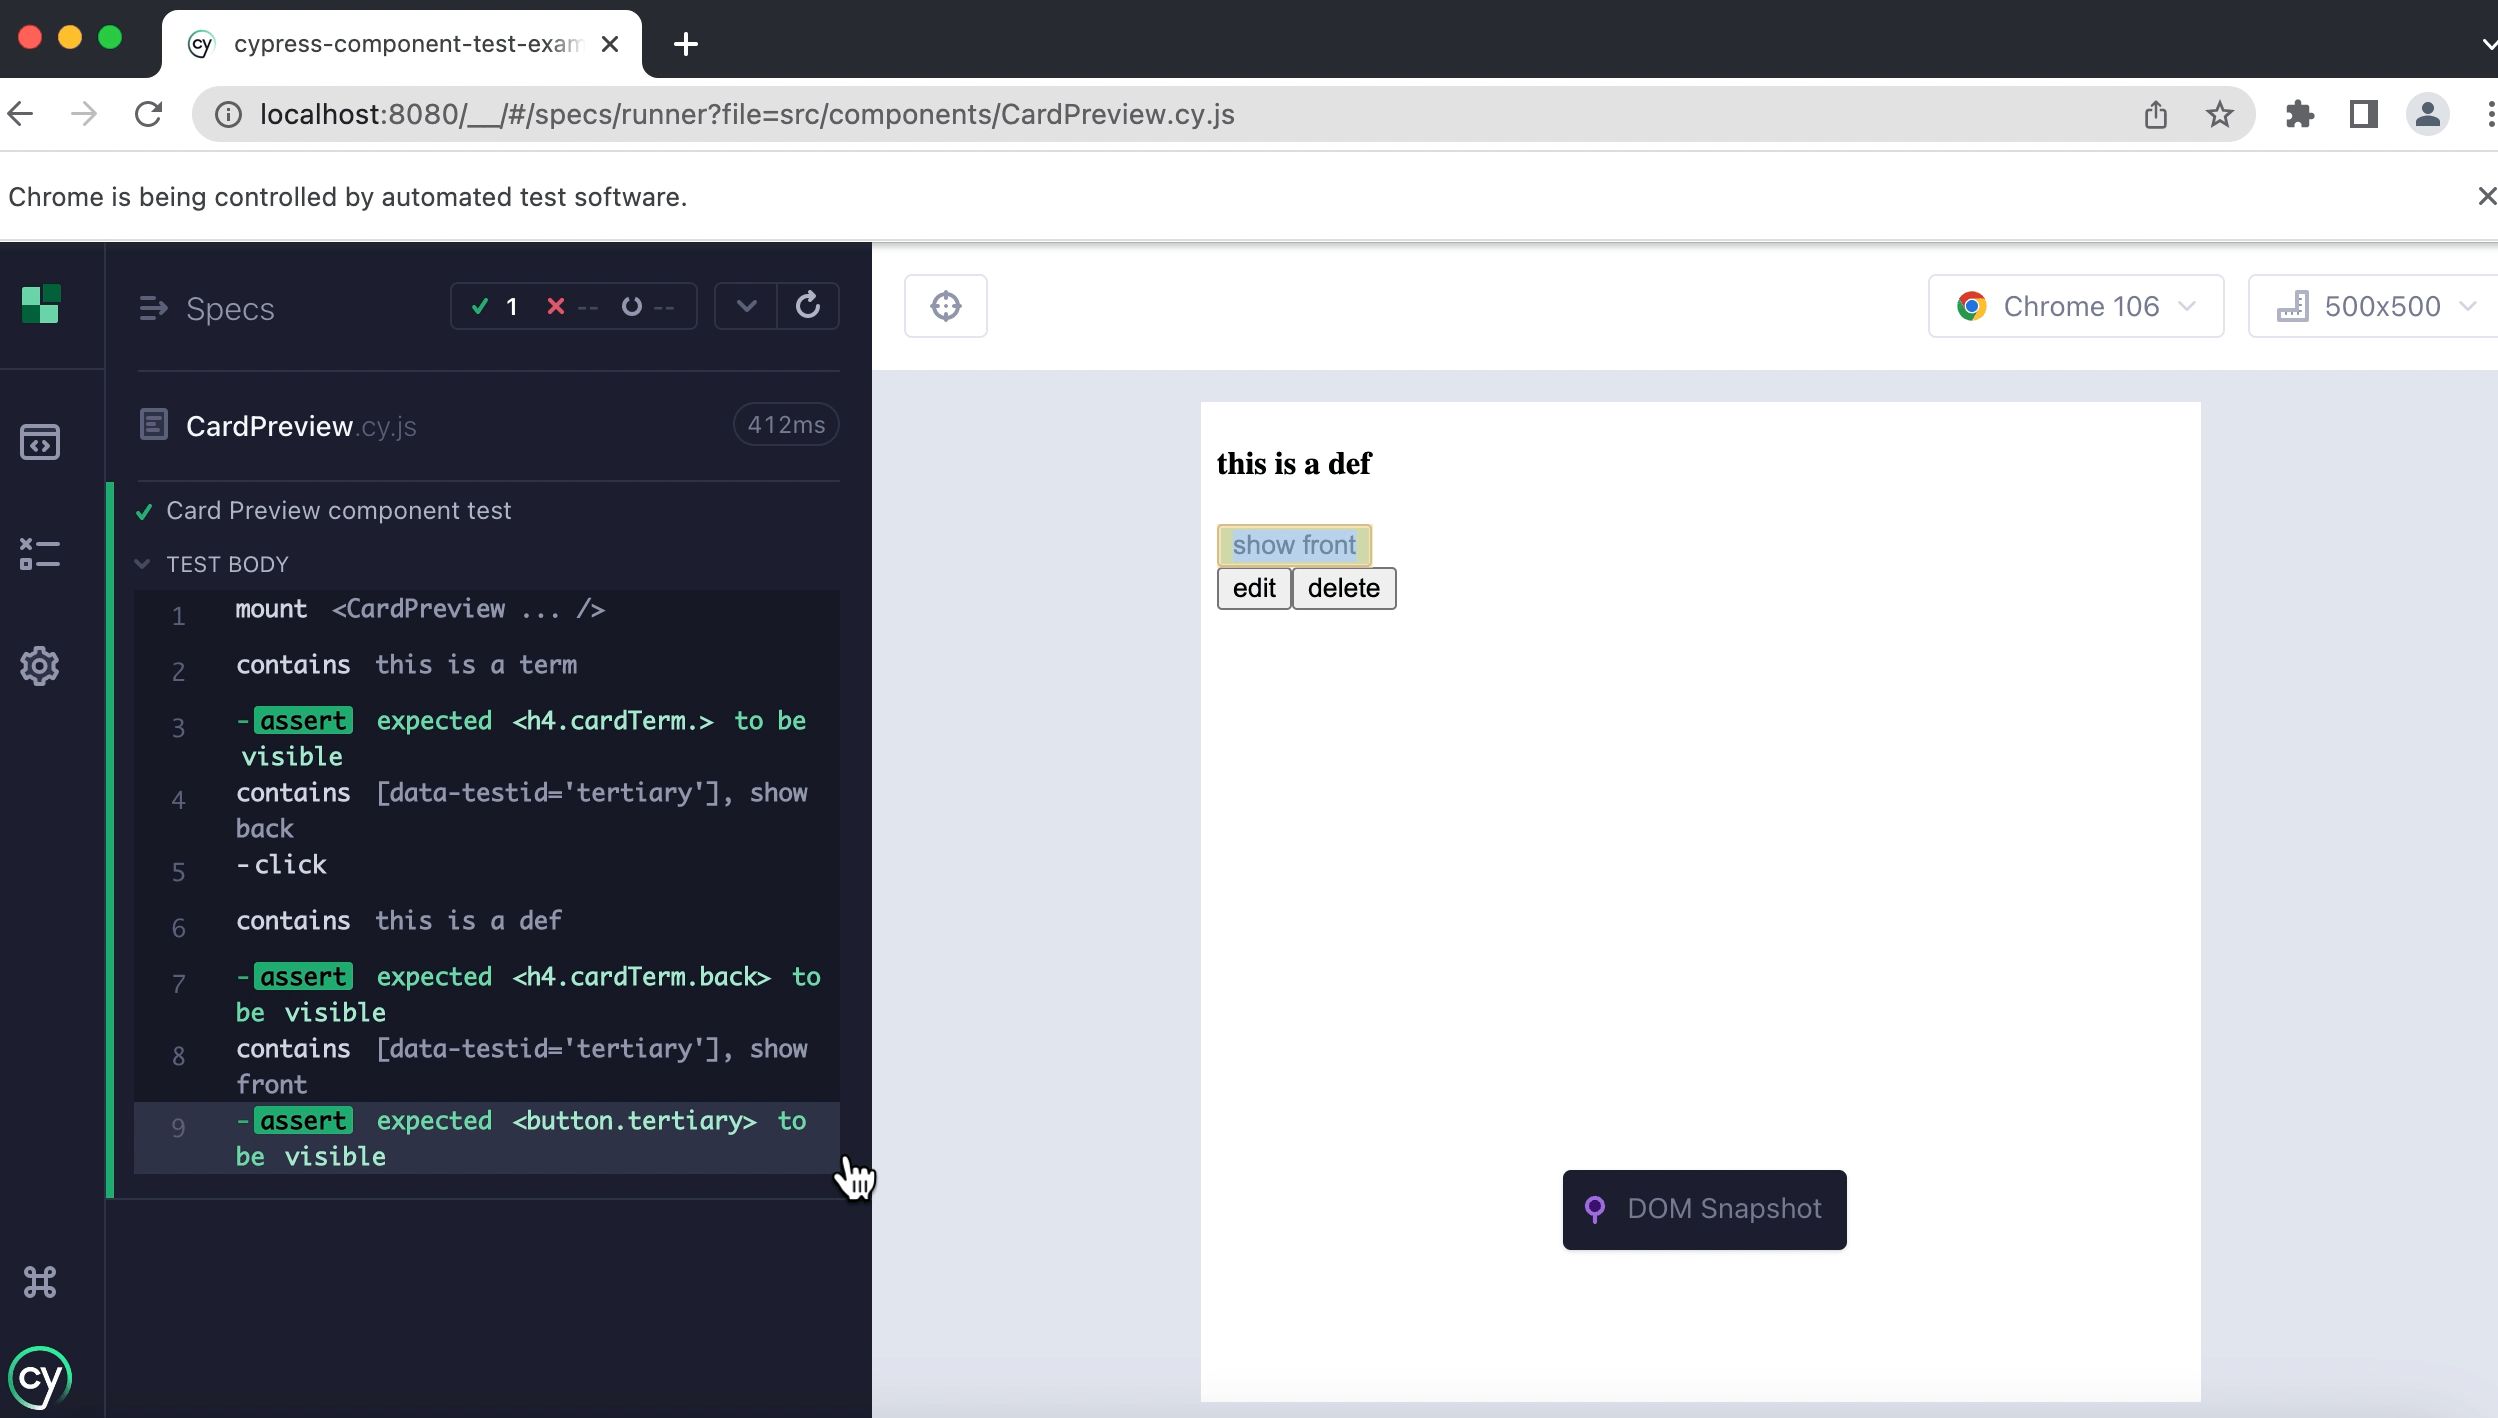 cy cypress-component-test-exam
localhost:8080/__/#/specs/runner?file=src/components/CardPreview.cy.js
Chrome is being controlled by automated test software.
Specs
1 -- --
Chrome 106
500x500
CardPreview.cy.js
412ms
Card Preview component test
TEST BODY
1 mount <CardPreview ... />
2 contains this is a term
3 -assert expected <h4.cardTerm.> to be
visible
4 contains [data-testid='tertiary'], show
back
5 -click
6 contains this is a def
7 -assert expected <h4.cardTerm.back> to
be visible
8 contains [data-testid='tertiary'], show
front
9 -assert expected <button.tertiary> to
be visible
cy
this is a def
show front
edit delete
DOM Snapshot